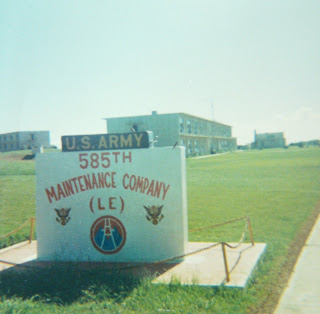 U.S. ARMY
585TH
MAINTENANCE COMPANY
(LE)